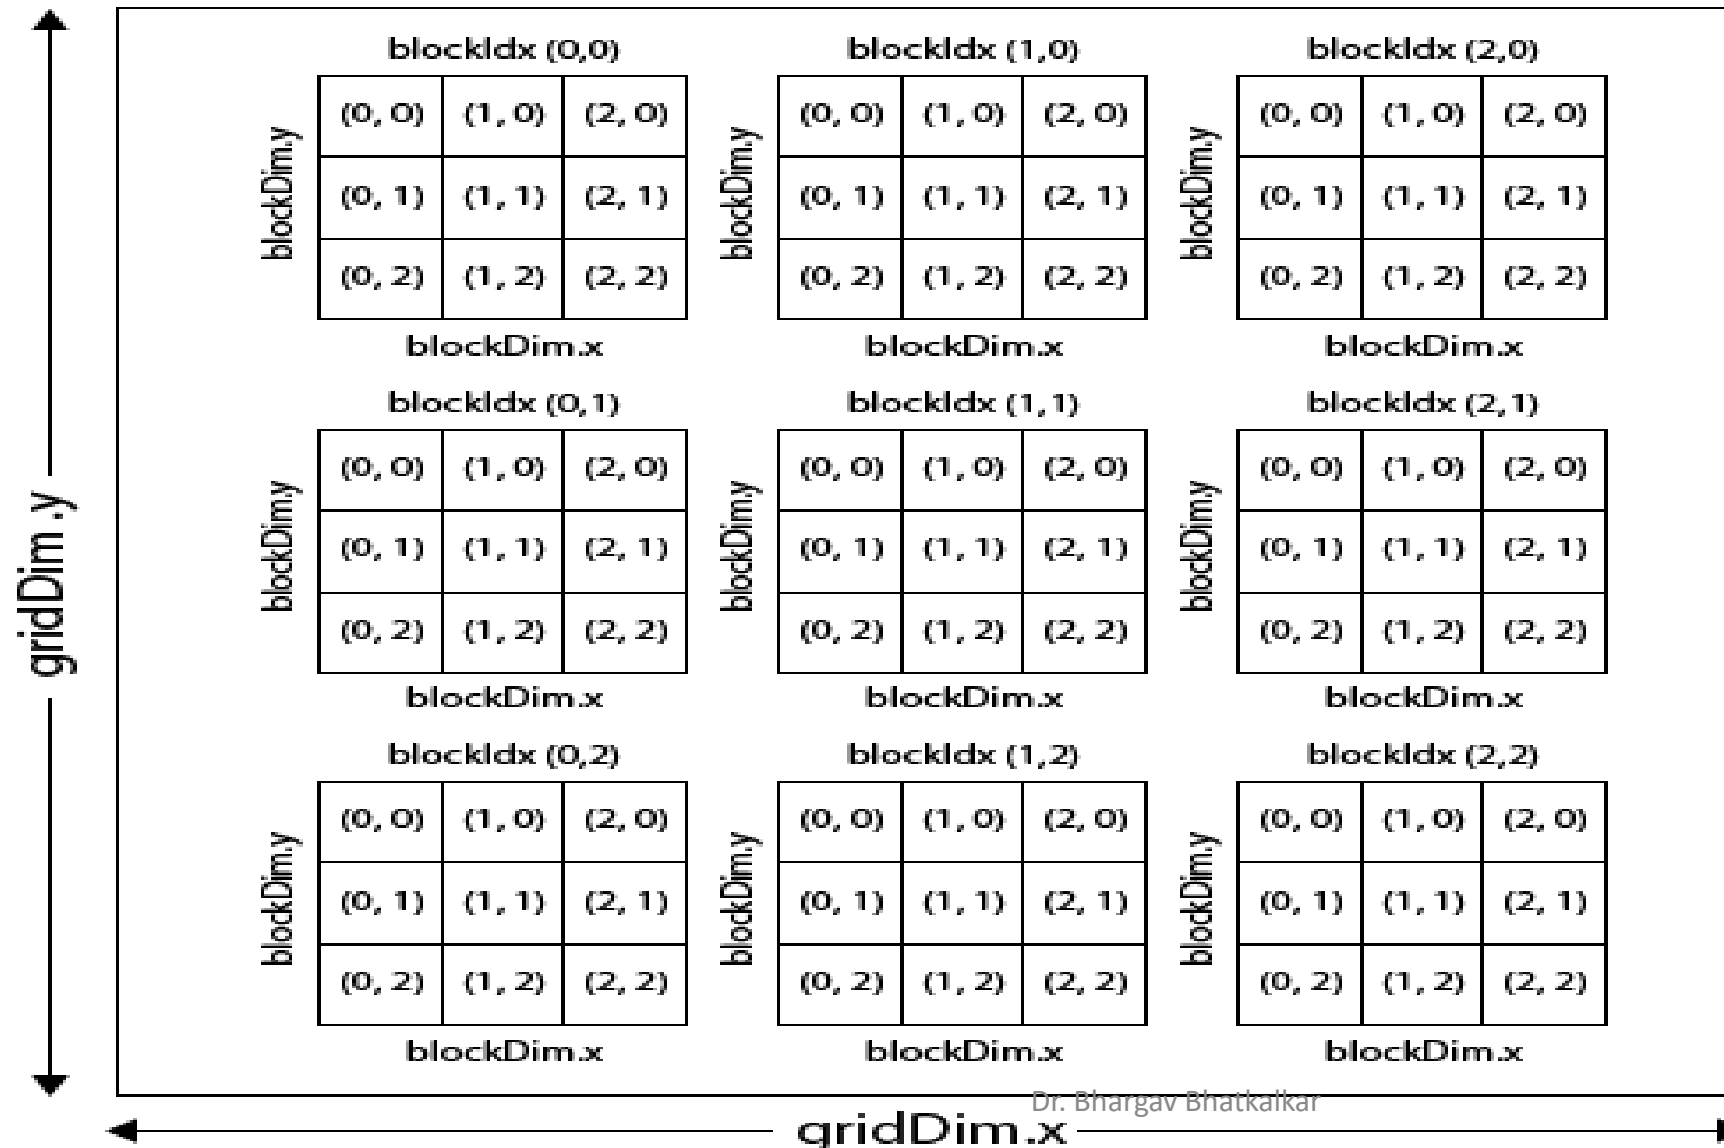 blockIdx (0,0) blockIdx (1,0) blockIdx (2,0)
(0, 0) (1, 0) (2, 0) (0, 0) (1, 0) (2, 0) (0, 0) (1, 0) (2, 0)
blockDim.y blockDim.y blockDim.y
(0, 1) (1, 1) (2, 1) (0, 1) (1, 1) (2, 1) (0, 1) (1, 1) (2, 1)
(0, 2) (1, 2) (2, 2) (0, 2) (1, 2) (2, 2) (0, 2) (1, 2) (2, 2)
blockDim.x blockDim.x blockDim.x
blockIdx (0,1) blockIdx (1,1) blockIdx (2,1)
(0, 0) (1, 0) (2, 0) (0, 0) (1, 0) (2, 0) (0, 0) (1, 0) (2, 0)
blockDim.y blockDim.y blockDim.y
(0, 1) (1, 1) (2, 1) (0, 1) (1, 1) (2, 1) (0, 1) (1, 1) (2, 1)
gridDim .y
(0, 2) (1, 2) (2, 2) (0, 2) (1, 2) (2, 2) (0, 2) (1, 2) (2, 2)
blockDim.x blockDim.x blockDim.x
blockIdx (0,2) blockIdx (1,2) blockIdx (2,2)
(0, 0) (1, 0) (2, 0) (0, 0) (1, 0) (2, 0) (0, 0) (1, 0) (2, 0)
blockDim.y blockDim.y blockDim.y
(0, 1) (1, 1) (2, 1) (0, 1) (1, 1) (2, 1) (0, 1) (1, 1) (2, 1)
(0, 2) (1, 2) (2, 2) (0, 2) (1, 2) (2, 2) (0, 2) (1, 2) (2, 2)
blockDim.x blockDim.x blockDim.x
Dr. Bhargav Bhatkalkar
gridDim.x